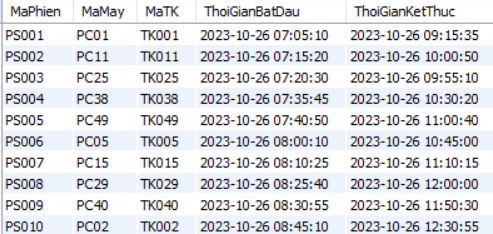 MaPhien MaMay MaTK ThoiGianBatDau ThoiGianKetThuc
PS001 PC01 TK001 2023-10-26 07:05:10 2023-10-26 09:15:35
PS002 PC11 TK011 2023-10-26 07:15:20 2023-10-26 10:00:50
PS003 PC25 TK025 2023-10-26 07:20:30 2023-10-26 09:55:10
PS004 PC38 TK038 2023-10-26 07:35:45 2023-10-26 10:30:20
PS005 PC49 TK049 2023-10-26 07:40:50 2023-10-26 11:00:40
PS006 PC05 TK005 2023-10-26 08:00:10 2023-10-26 10:45:00
PS007 PC15 TK015 2023-10-26 08:10:25 2023-10-26 11:10:15
PS008 PC29 TK029 2023-10-26 08:25:40 2023-10-26 12:00:00
PS009 PC40 TK040 2023-10-26 08:30:55 2023-10-26 11:50:30
PS010 PC02 TK002 2023-10-26 08:45:10 2023-10-26 12:30:55